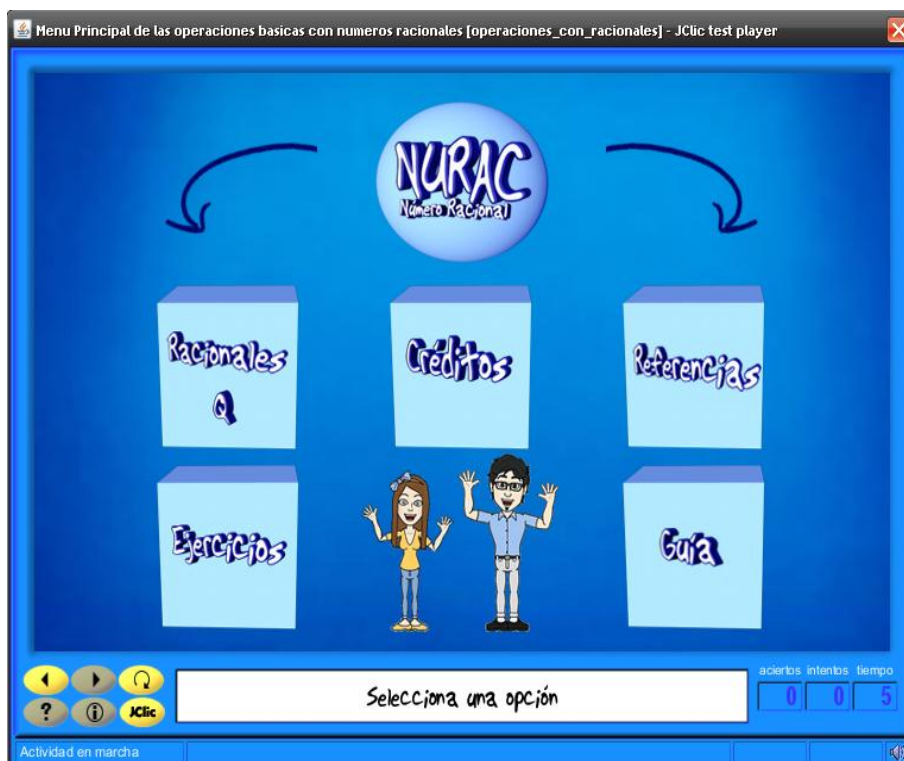 Menu Principal de las operaciones basicas con numeros racionales [operaciones_con_racionales] - JClic test player
NURAC
Número Racional
Racionales
Q
Créditos
Referencias
Ejercicios
Guía
aciertos intentos tiempo
0 0 5
? i JClic
Selecciona una opción
Actividad en marcha